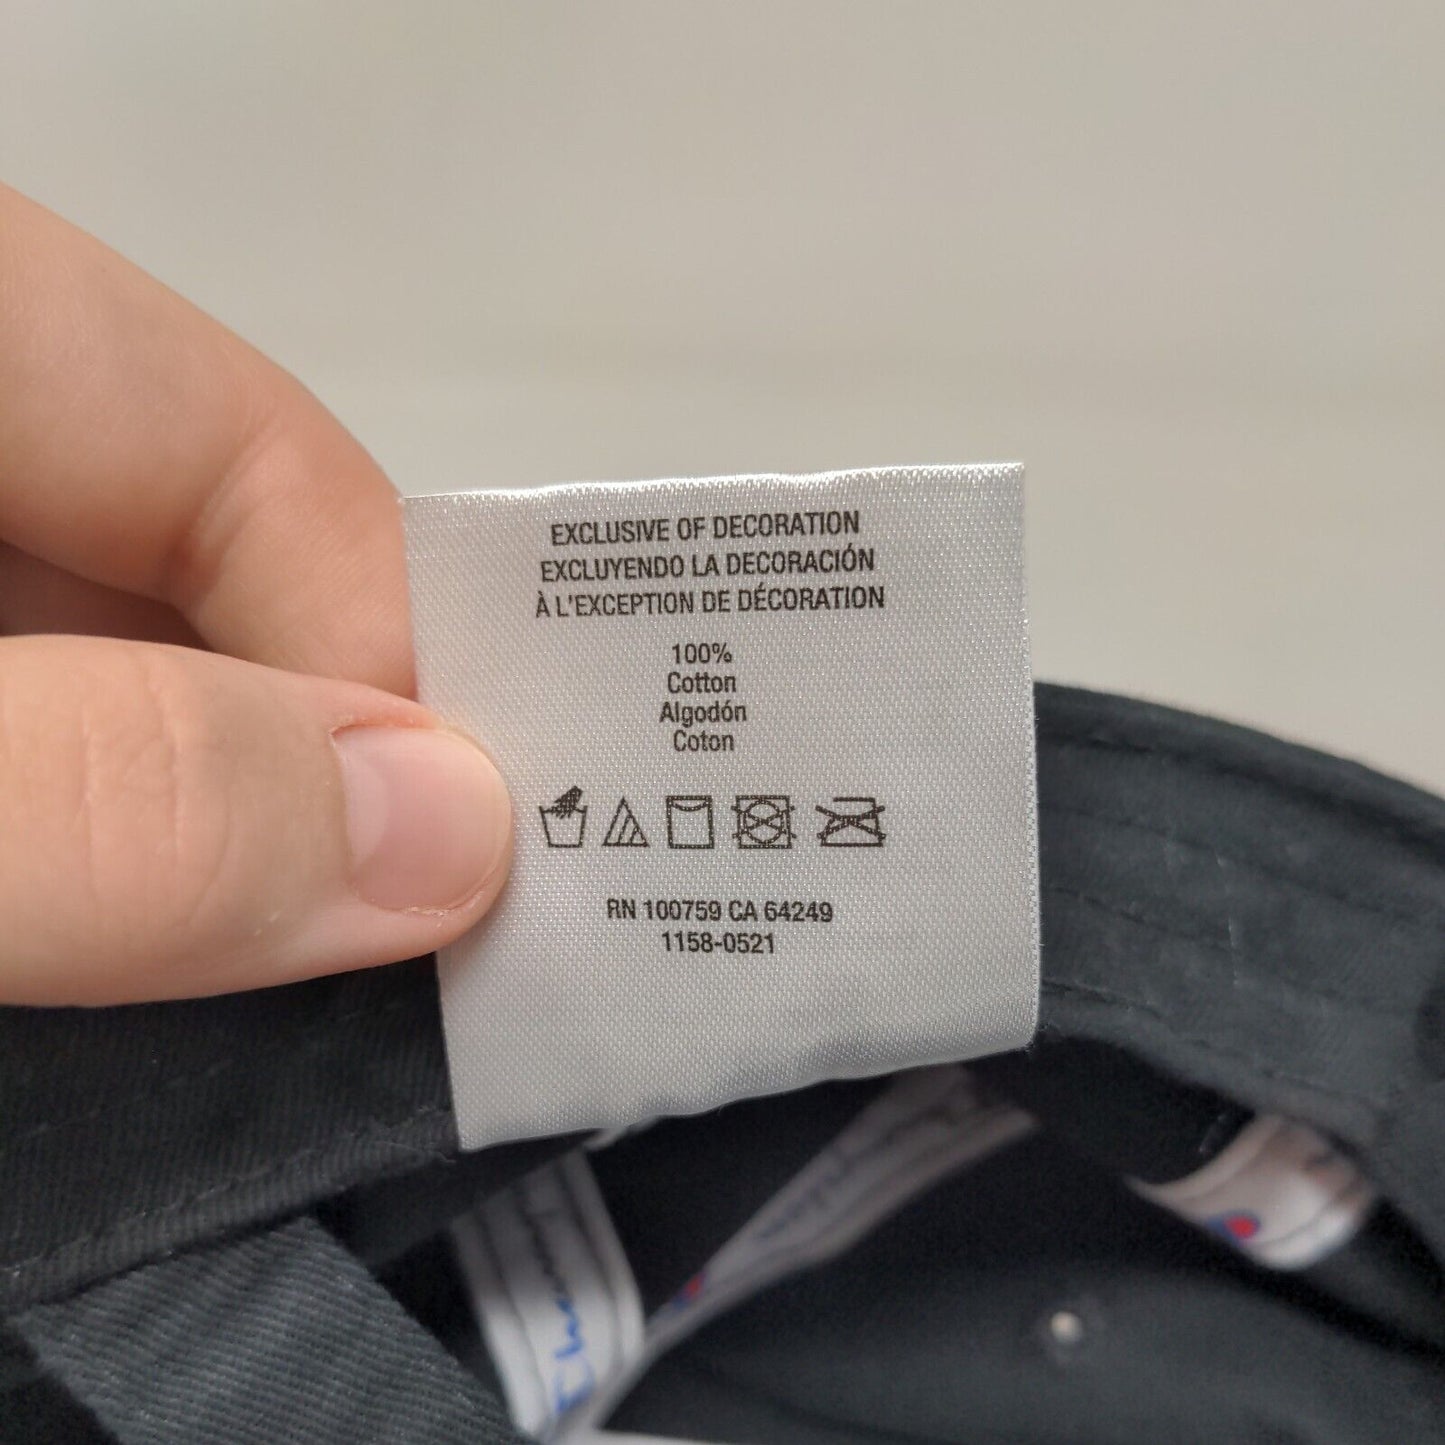 EXCLUSIVE OF DECORATION
EXCLUYENDO LA DECORACIÓN
À L'EXCEPTION DE DÉCORATION
100%
Cotton
Algodón
Coton
RN 100759 CA 64249
1158-0521